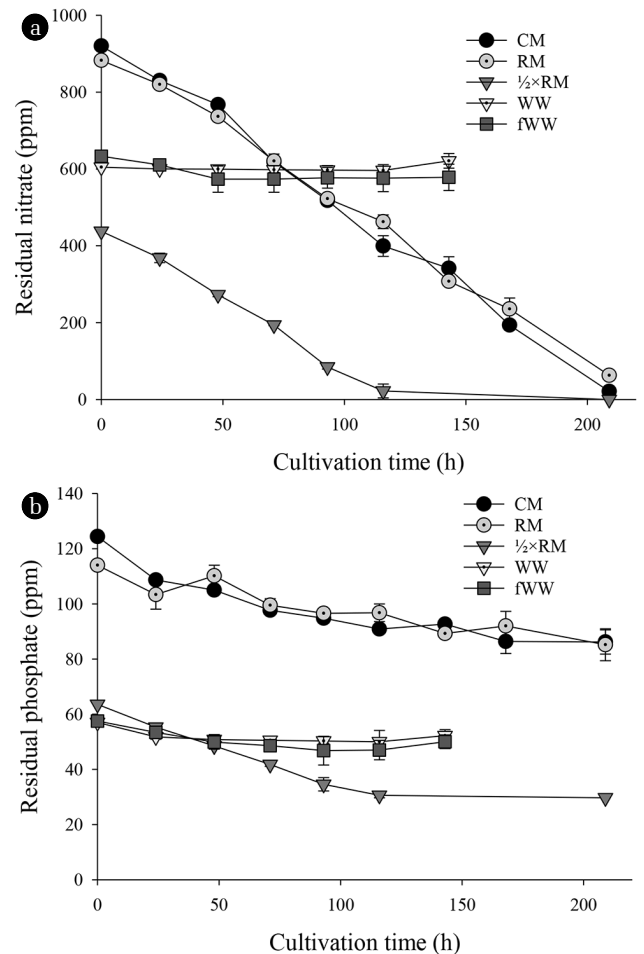 a
1000
800
600
400
200
0
Residual nitrate (ppm)
CM
RM
½×RM
WW
fWW
0 50 100 150 200
Cultivation time (h)
b
140
120
100
80
60
40
20
0
Residual phosphate (ppm)
CM
RM
½×RM
WW
fWW
0 50 100 150 200
Cultivation time (h)